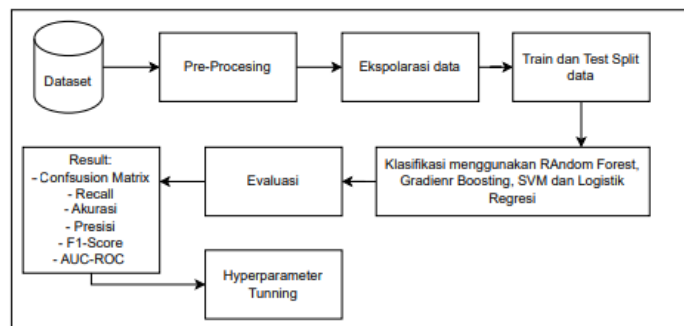 Dataset
Pre-Procesing
Ekspolarasi data
Train dan Test Split
data
Klasifikasi menggunakan RAndom Forest,
Gradienr Boosting, SVM dan Logistik
Regresi
Evaluasi
Result:
- Confsusion Matrix
- Recall
- Akurasi
- Presisi
- F1-Score
- AUC-ROC
Hyperparameter
Tunning